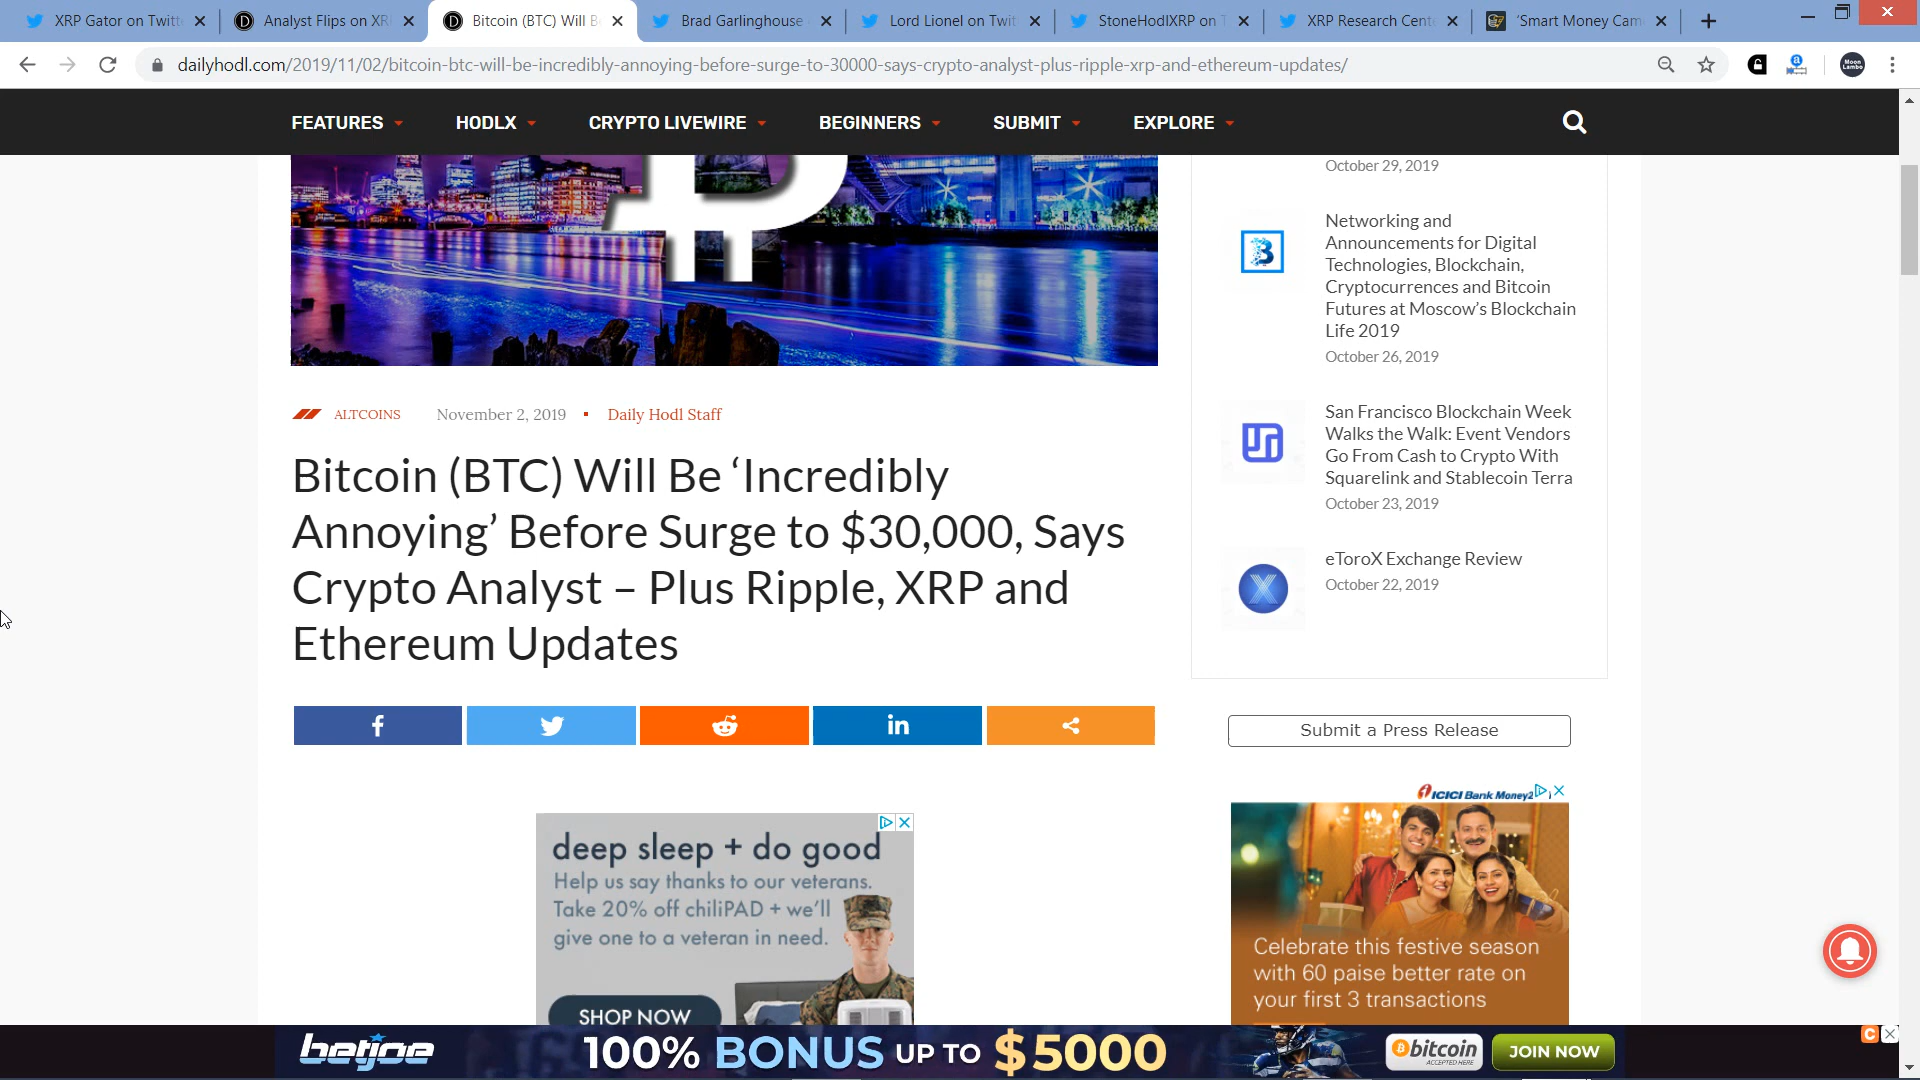 XRP Gator on Twitt
Analyst Flips on XR
Bitcoin (BTC) Will B
Brad Garlinghouse
Lord Lionel on Twit
StoneHodlXRP on T
XRP Research Cent
'Smart Money Cam
dailyhodl.com/2019/11/02/bitcoin-btc-will-be-incredibly-annoying-before-surge-to-30000-says-crypto-analyst-plus-ripple-xrp-and-ethereum-updates/
Moon
Lambo
FEATURES
HODLX
CRYPTO LIVEWIRE
BEGINNERS
SUBMIT
EXPLORE
ALTCOINS
November 2, 2019
Daily Hodl Staff
Bitcoin (BTC) Will Be ‘Incredibly
Annoying’ Before Surge to $30,000, Says
Crypto Analyst – Plus Ripple, XRP and
Ethereum Updates
deep sleep + do good
Help us say thanks to our veterans.
Take 20% off chiliPAD + we'll
give one to a veteran in need.
SHOP NOW
October 29, 2019
Networking and
Announcements for Digital
Technologies, Blockchain,
Cryptocurrences and Bitcoin
Futures at Moscow’s Blockchain
Life 2019
October 26, 2019
San Francisco Blockchain Week
Walks the Walk: Event Vendors
Go From Cash to Crypto With
Squarelink and Stablecoin Terra
October 23, 2019
eToroX Exchange Review
October 22, 2019
Submit a Press Release
ICICI Bank Money2
Celebrate this festive season
with 60 paise better rate on
your first 3 transactions
betjoe
100% BONUS UP TO $5000
bitcoin
ACCEPTED HERE
JOIN NOW